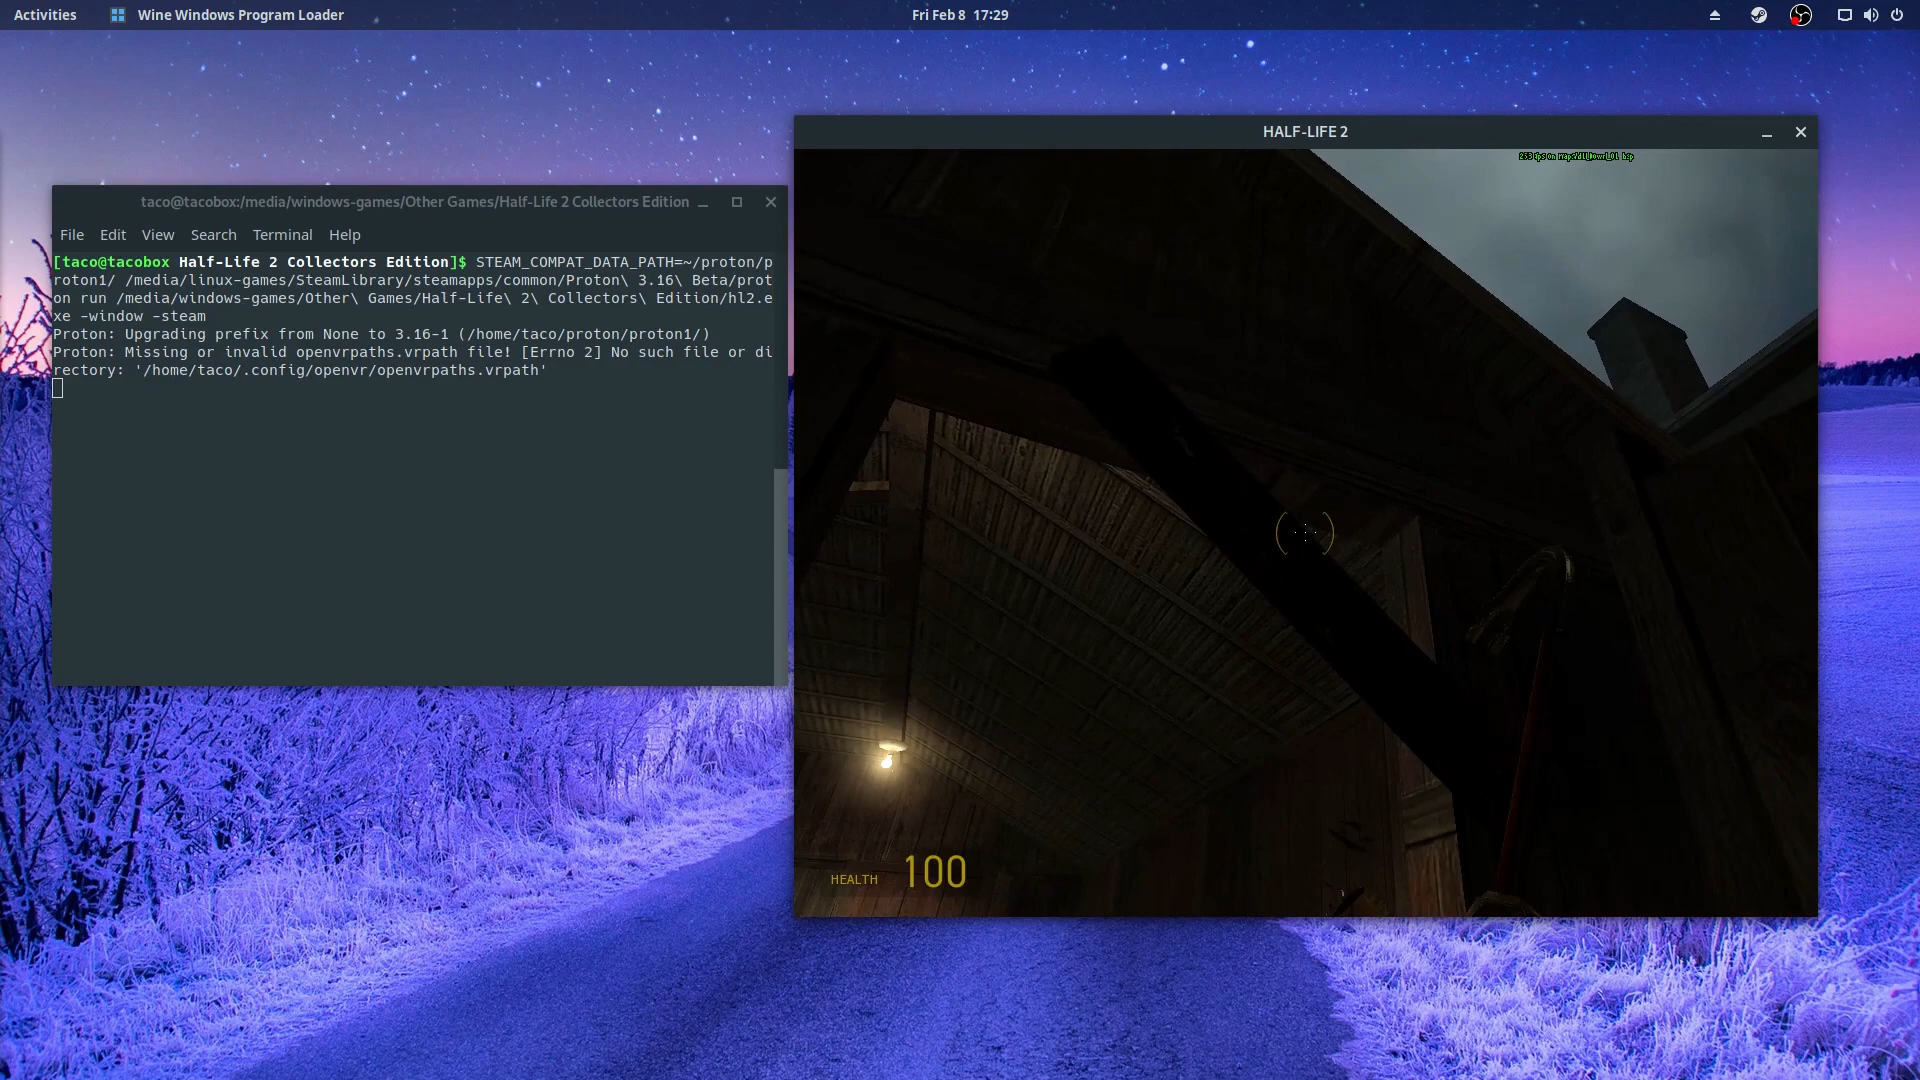 Activities
Wine Windows Program Loader
Fri Feb 8 17:29
HALF-LIFE 2
taco@tacobox:/media/windows-games/Other Games/Half-Life 2 Collectors Edition
File Edit View Search Terminal Help
[taco@tacobox Half-Life 2 Collectors Edition]$ STEAM_COMPAT_DATA_PATH=~/proton/p
roton1/ /media/linux-games/SteamLibrary/steamapps/common/Proton\ 3.16\ Beta/prot
on run /media/windows-games/Other\ Games/Half-Life\ 2\ Collectors\ Edition/hl2.e
xe -window -steam
Proton: Upgrading prefix from None to 3.16-1 (/home/taco/proton/proton1/)
Proton: Missing or invalid openvrpaths.vrpath file! [Errno 2] No such file or di
rectory: '/home/taco/.config/openvr/openvrpaths.vrpath'
HEALTH 100